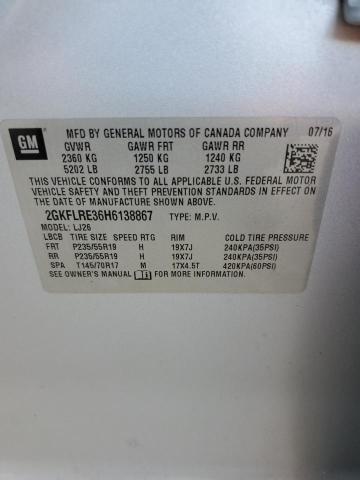 GM MFD BY GENERAL MOTORS OF CANADA COMPANY 07/16
GVWR GAWR FRT GAWR RR
2360 KG 1250 KG 1240 KG
5202 LB 2755 LB 2733 LB
THIS VEHICLE CONFORMS TO ALL APPLICABLE U.S. FEDERAL MOTOR
VEHICLE SAFETY AND THEFT PREVENTION STANDARDS IN EFFECT ON
THE DATE OF MANUFACTURE SHOWN ABOVE.
2GKFLRE36H6138867 TYPE: M.P.V.
MODEL: LJ26
LBCB TIRE SIZE SPEED RTG RIM COLD TIRE PRESSURE
FRT P235/55R19 H 19X7J 240KPA(35PSI)
RR P235/55R19 H 19X7J 240KPA(35PSI)
SPA T145/70R17 M 17X4.5T 420KPA(60PSI)
SEE OWNER'S MANUAL FOR MORE INFORMATION.